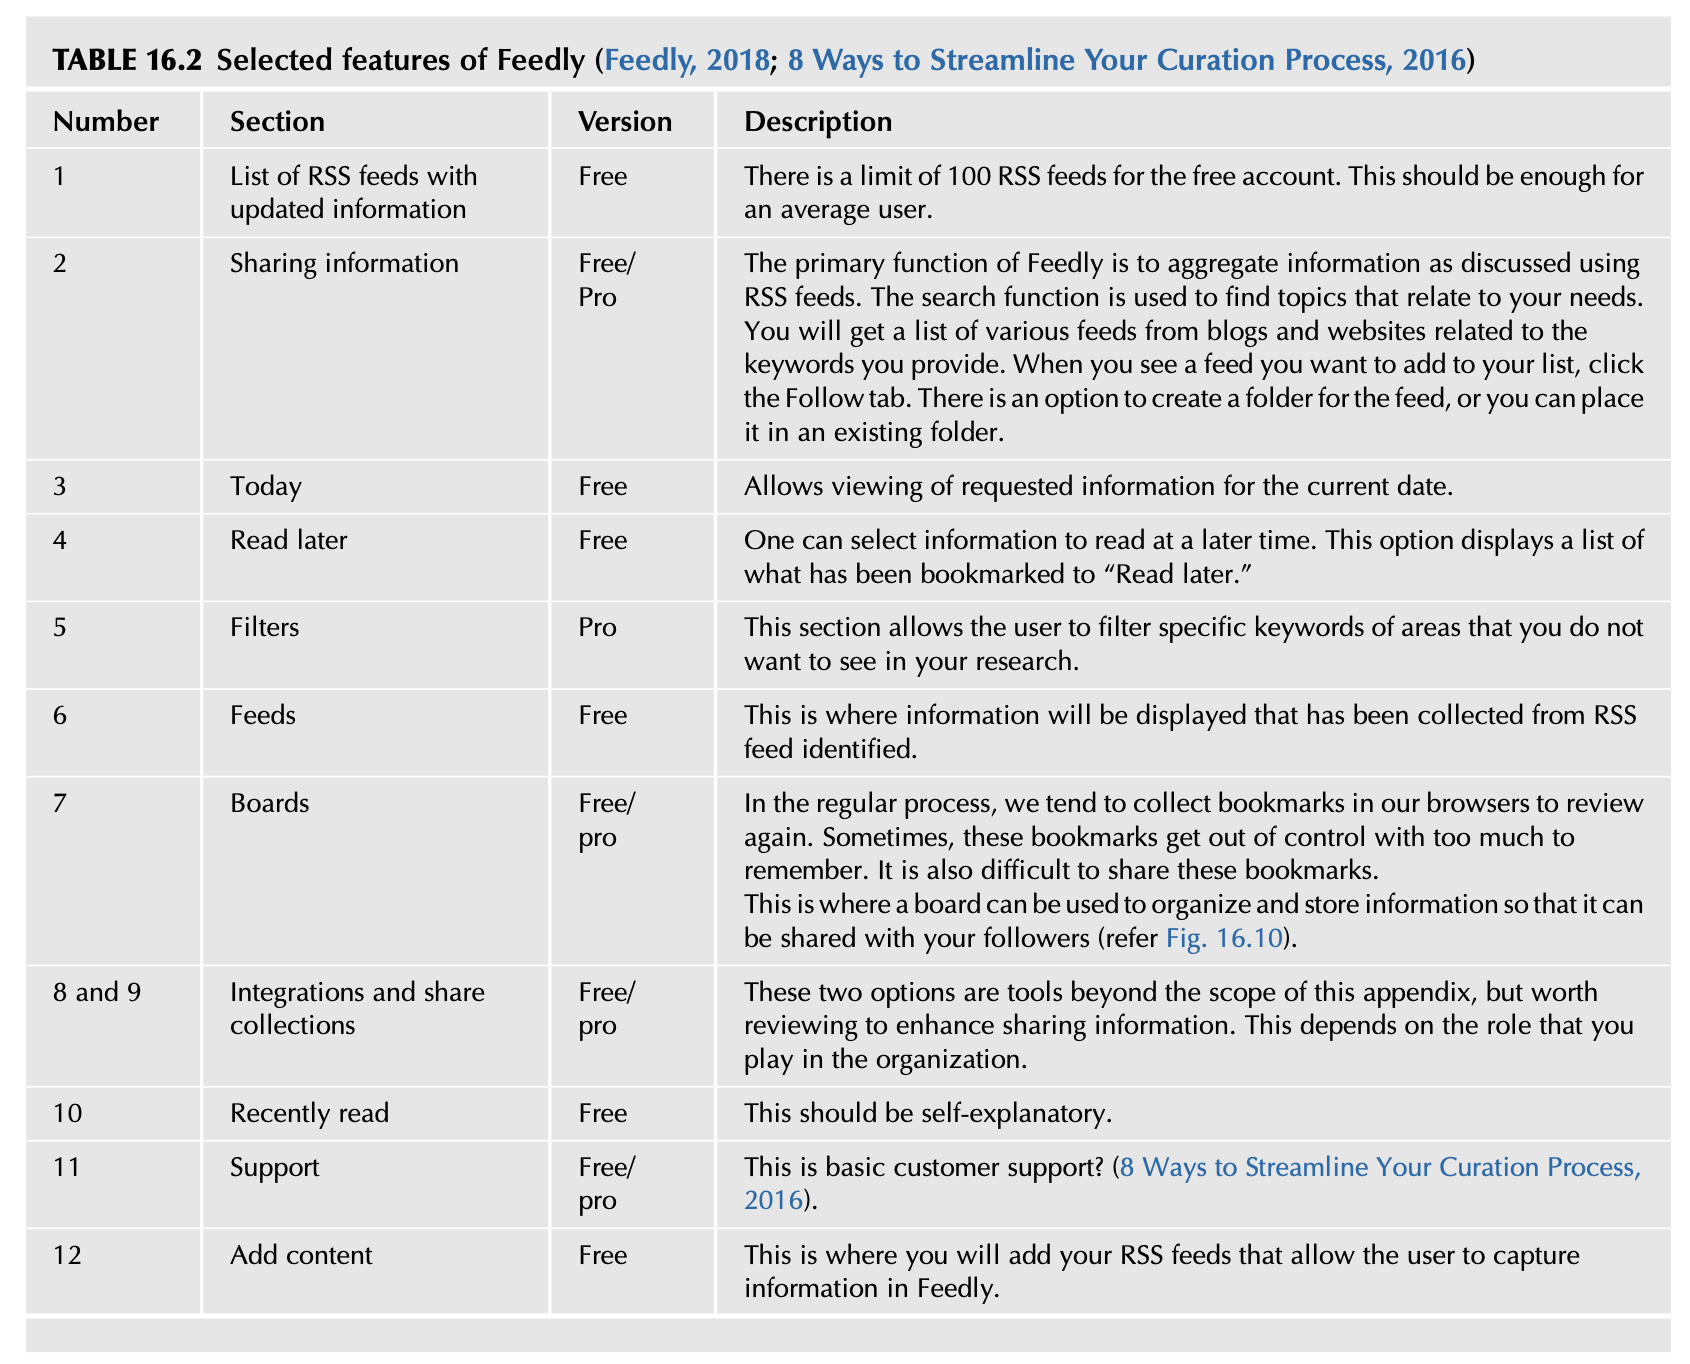 TABLE 16.2 Selected features of Feedly (Feedly, 2018; 8 Ways to Streamline Your Curation Process, 2016)
Number Section Version Description
1 List of RSS feeds with Free There is a limit of 100 RSS feeds for the free account. This should be enough for
updated information an average user.
2 Sharing information Free/ The primary function of Feedly is to aggregate information as discussed using
Pro RSS feeds. The search function is used to find topics that relate to your needs.
You will get a list of various feeds from blogs and websites related to the
keywords you provide. When you see a feed you want to add to your list, click
the Follow tab. There is an option to create a folder for the feed, or you can place
it in an existing folder.
3 Today Free Allows viewing of requested information for the current date.
4 Read later Free One can select information to read at a later time. This option displays a list of
what has been bookmarked to “Read later.”
5 Filters Pro This section allows the user to filter specific keywords of areas that you do not
want to see in your research.
6 Feeds Free This is where information will be displayed that has been collected from RSS
feed identified.
7 Boards Free/ In the regular process, we tend to collect bookmarks in our browsers to review
pro again. Sometimes, these bookmarks get out of control with too much to
remember. It is also difficult to share these bookmarks.
This is where a board can be used to organize and store information so that it can
be shared with your followers (refer Fig. 16.10).
8 and 9 Integrations and share Free/ These two options are tools beyond the scope of this appendix, but worth
collections pro reviewing to enhance sharing information. This depends on the role that you
play in the organization.
10 Recently read Free This should be self-explanatory.
11 Support Free/ This is basic customer support? (8 Ways to Streamline Your Curation Process,
pro 2016).
12 Add content Free This is where you will add your RSS feeds that allow the user to capture
information in Feedly.